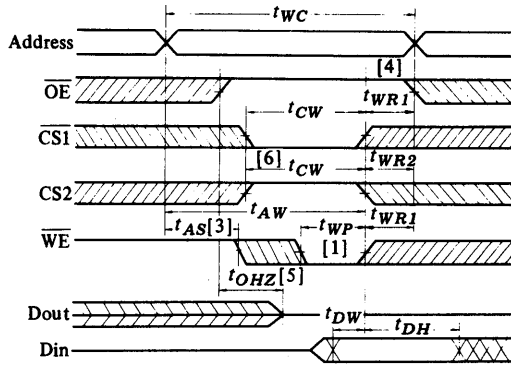 tWC
Address
[4]
OE
tCW
tWR1
CS1
[6]
tCW
tWR2
CS2
tAW
tAS[3]
tWP
tWR1
WE
[1]
tOHZ[5]
Dout
tDW
tDH
Din